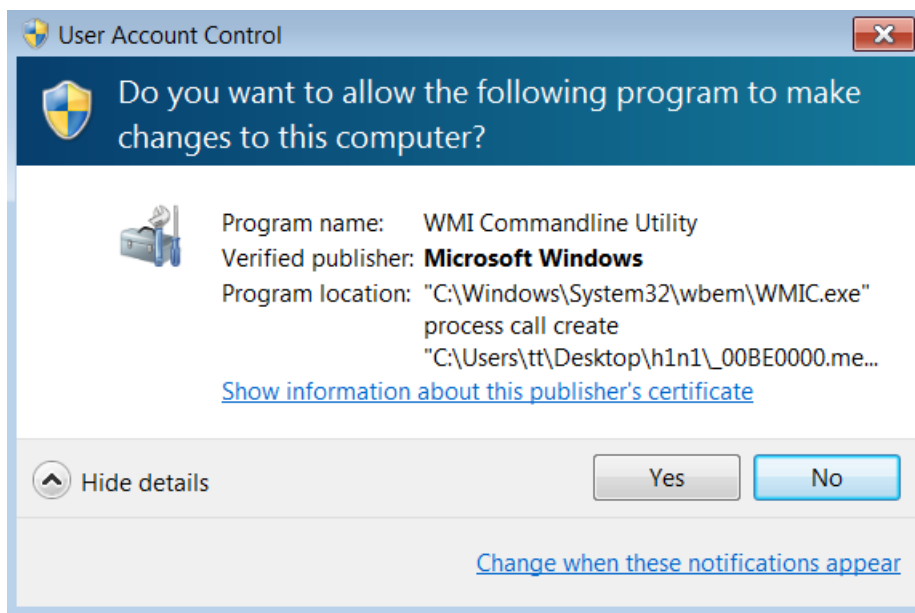 User Account Control
Do you want to allow the following program to make
changes to this computer?
Program name: WMI Commandline Utility
Verified publisher: Microsoft Windows
Program location: "C:\Windows\System32\wbem\WMIC.exe"
process call create
"C:\Users\tt\Desktop\h1n1\_00BE0000.me...
Show information about this publisher's certificate
Hide details
Yes
No
Change when these notifications appear